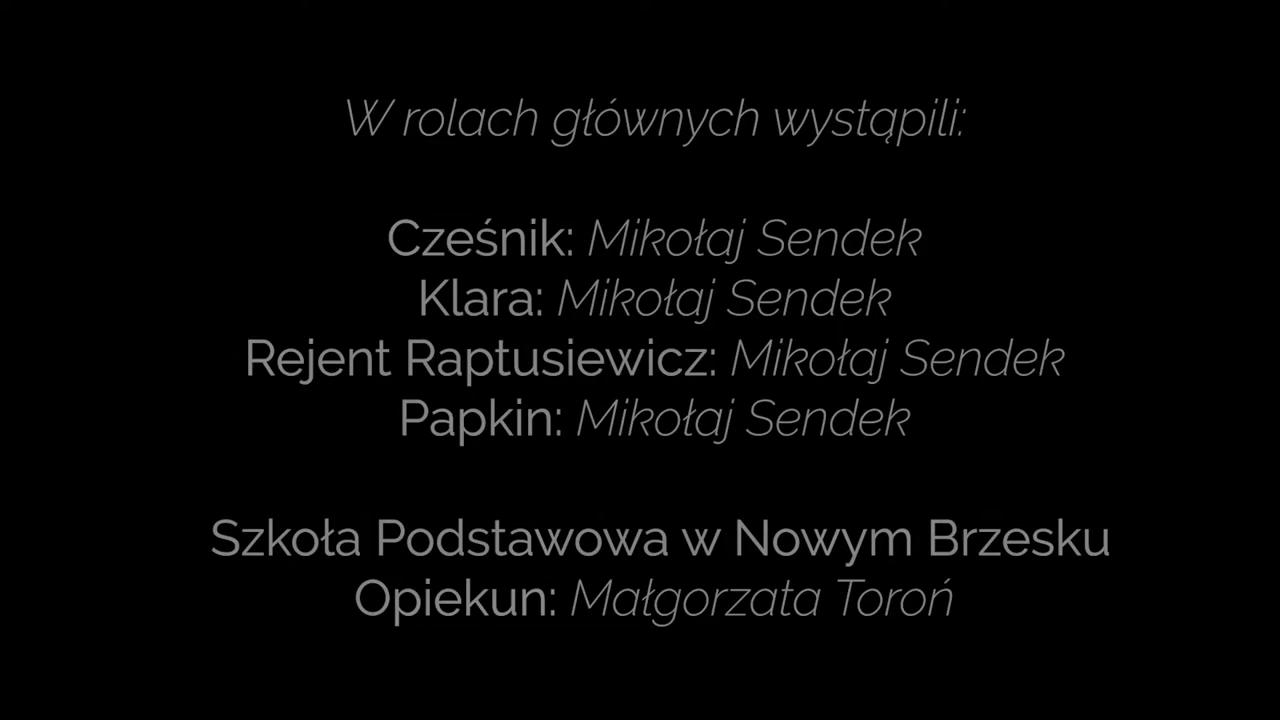 W rolach głównych wystąpili:
Cześnik: Mikołaj Sendek
Klara: Mikołaj Sendek
Rejent Raptusiewicz: Mikołaj Sendek
Papkin: Mikołaj Sendek
Szkoła Podstawowa w Nowym Brzesku
Opiekun: Małgorzata Toroń